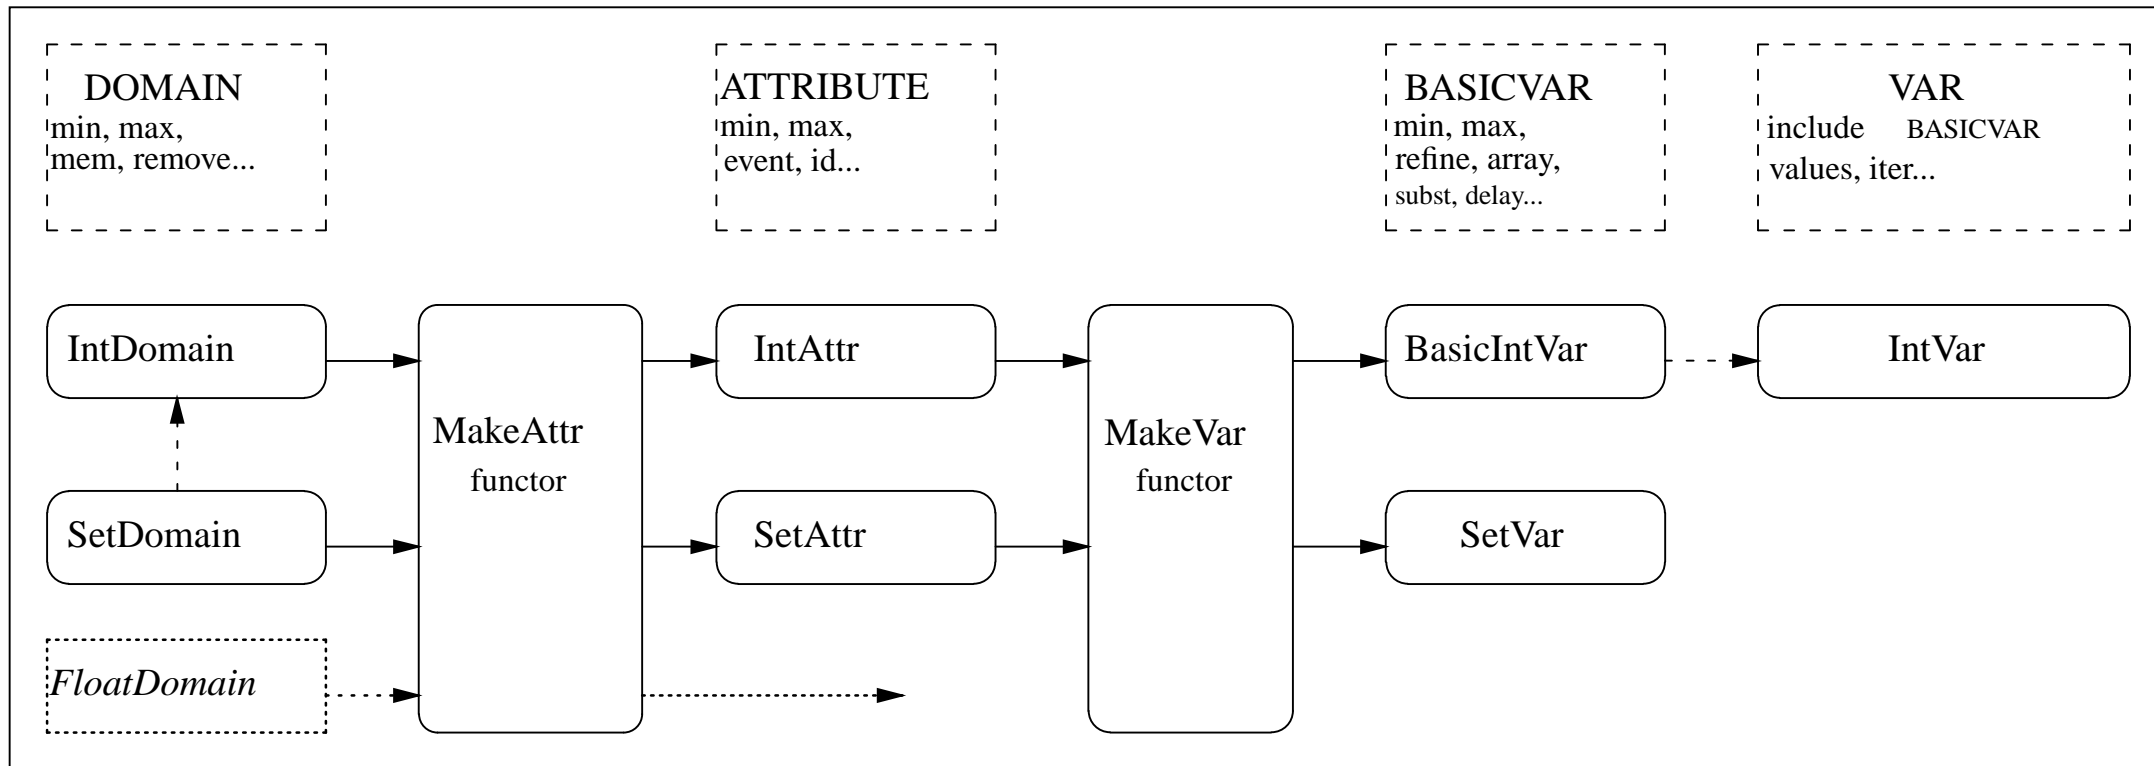 DOMAIN
min, max,
mem, remove...
ATTRIBUTE
min, max,
event, id...
BASICVAR
min, max,
refine, array,
subst, delay...
VAR
include BASICVAR
values, iter...
IntDomain
IntAttr
BasicIntVar
IntVar
MakeAttr
functor
MakeVar
functor
SetDomain
SetAttr
SetVar
FloatDomain